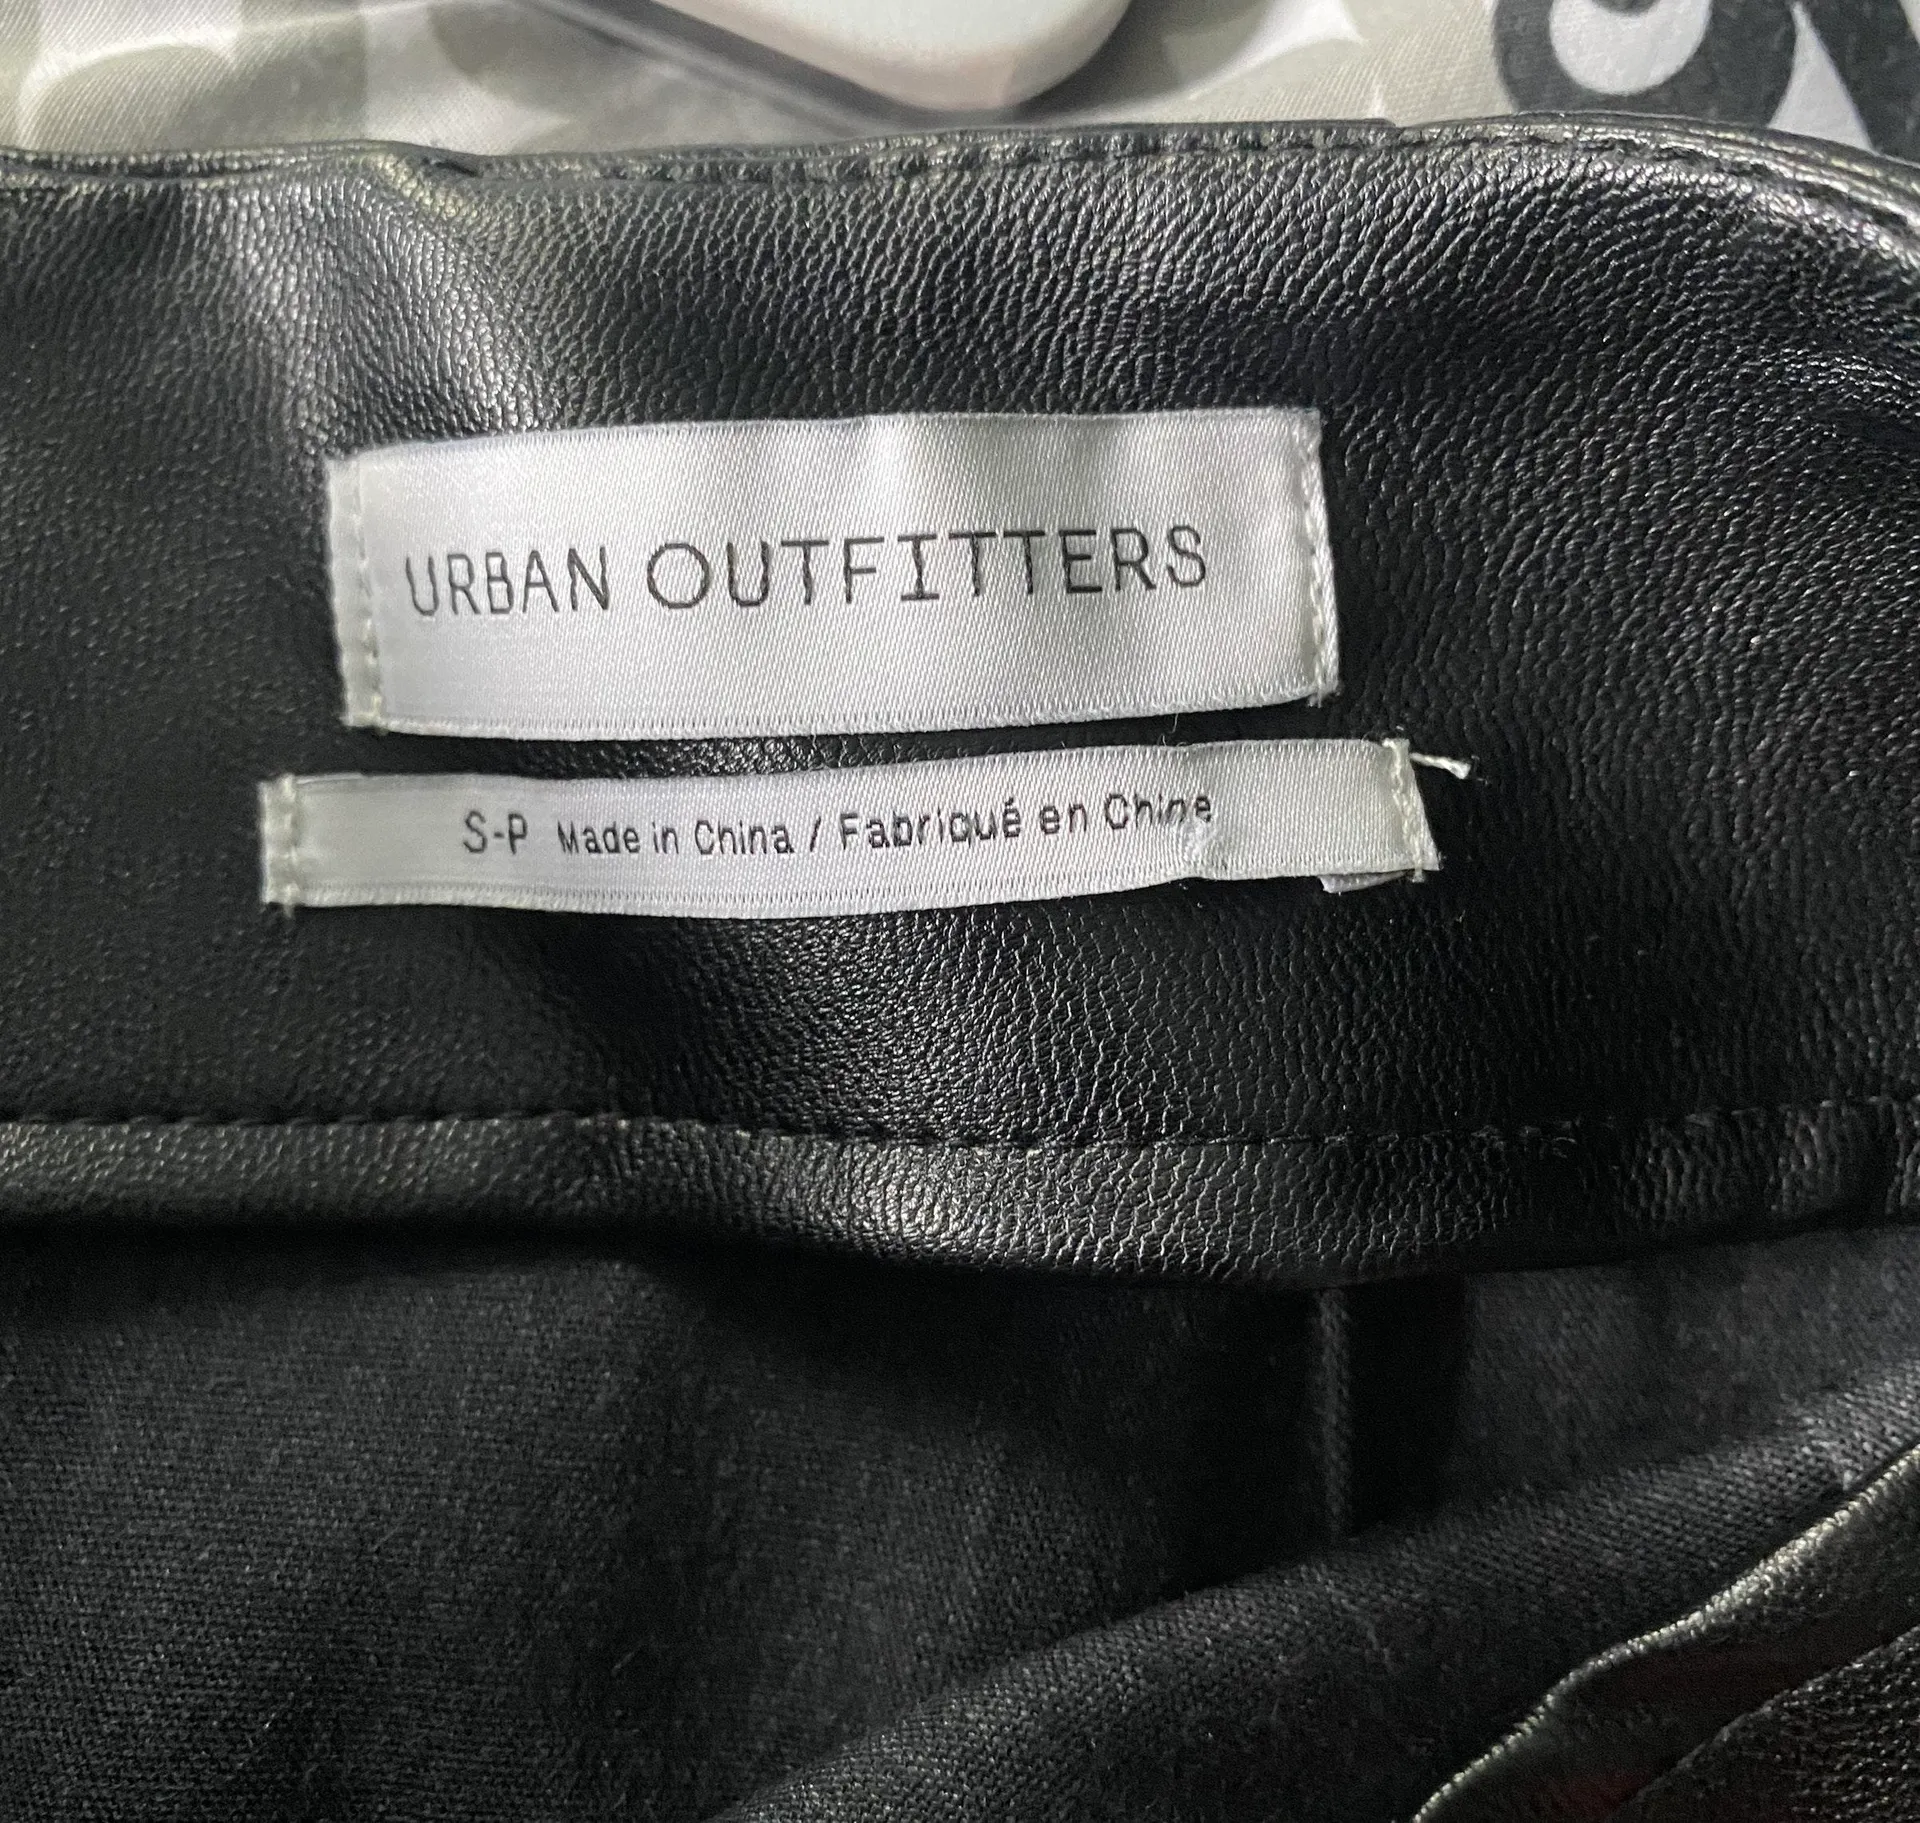 URBAN OUTFITTERS
S-P Made in China / Fabriqué en Chine